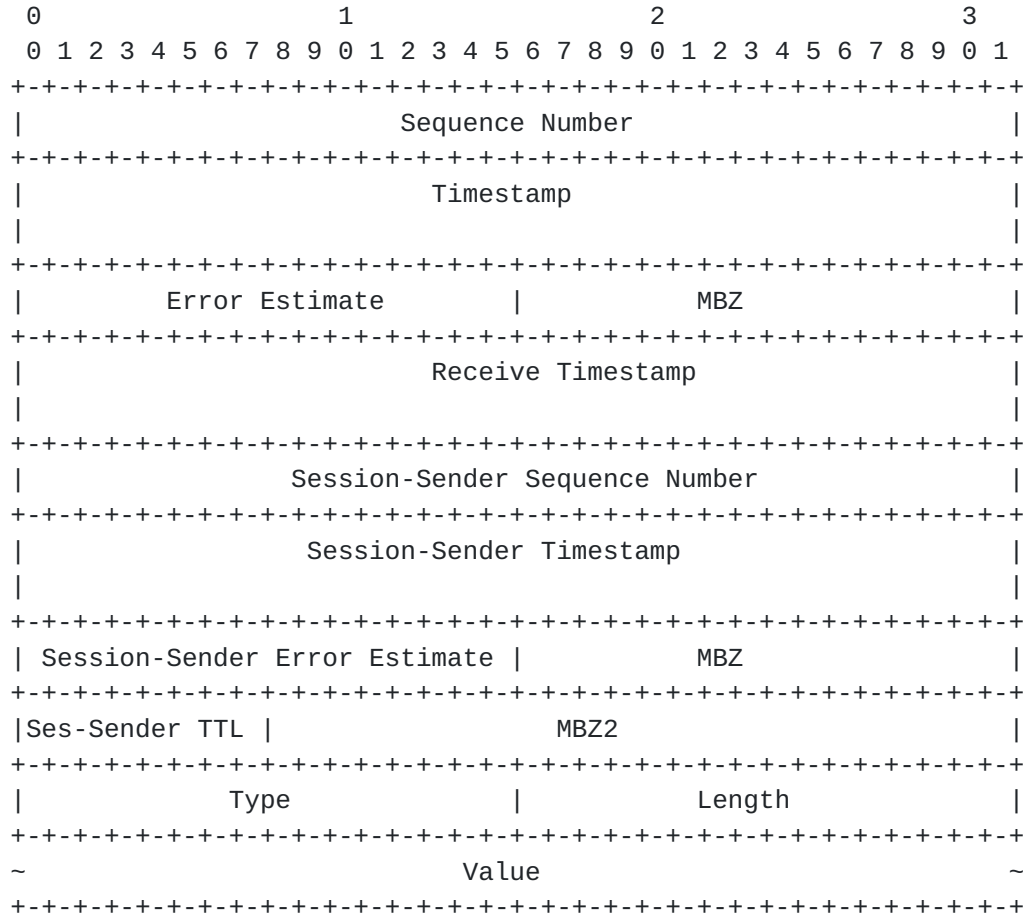 0                   1                   2                   3
 0 1 2 3 4 5 6 7 8 9 0 1 2 3 4 5 6 7 8 9 0 1 2 3 4 5 6 7 8 9 0 1
+-+-+-+-+-+-+-+-+-+-+-+-+-+-+-+-+-+-+-+-+-+-+-+-+-+-+-+-+-+-+-+-+
|                        Sequence Number                        |
+-+-+-+-+-+-+-+-+-+-+-+-+-+-+-+-+-+-+-+-+-+-+-+-+-+-+-+-+-+-+-+-+
|                          Timestamp                            |
|                                                               |
+-+-+-+-+-+-+-+-+-+-+-+-+-+-+-+-+-+-+-+-+-+-+-+-+-+-+-+-+-+-+-+-+
|         Error Estimate        |           MBZ                 |
+-+-+-+-+-+-+-+-+-+-+-+-+-+-+-+-+-+-+-+-+-+-+-+-+-+-+-+-+-+-+-+-+
|                          Receive Timestamp                    |
|                                                               |
+-+-+-+-+-+-+-+-+-+-+-+-+-+-+-+-+-+-+-+-+-+-+-+-+-+-+-+-+-+-+-+-+
|                 Session-Sender Sequence Number                |
+-+-+-+-+-+-+-+-+-+-+-+-+-+-+-+-+-+-+-+-+-+-+-+-+-+-+-+-+-+-+-+-+
|                  Session-Sender Timestamp                     |
|                                                               |
+-+-+-+-+-+-+-+-+-+-+-+-+-+-+-+-+-+-+-+-+-+-+-+-+-+-+-+-+-+-+-+-+
| Session-Sender Error Estimate |           MBZ                 |
+-+-+-+-+-+-+-+-+-+-+-+-+-+-+-+-+-+-+-+-+-+-+-+-+-+-+-+-+-+-+-+-+
|Ses-Sender TTL |                  MBZ2                         |
+-+-+-+-+-+-+-+-+-+-+-+-+-+-+-+-+-+-+-+-+-+-+-+-+-+-+-+-+-+-+-+-+
|             Type              |           Length              |
+-+-+-+-+-+-+-+-+-+-+-+-+-+-+-+-+-+-+-+-+-+-+-+-+-+-+-+-+-+-+-+-+
~                            Value                              ~
+-+-+-+-+-+-+-+-+-+-+-+-+-+-+-+-+-+-+-+-+-+-+-+-+-+-+-+-+-+-+-+-+